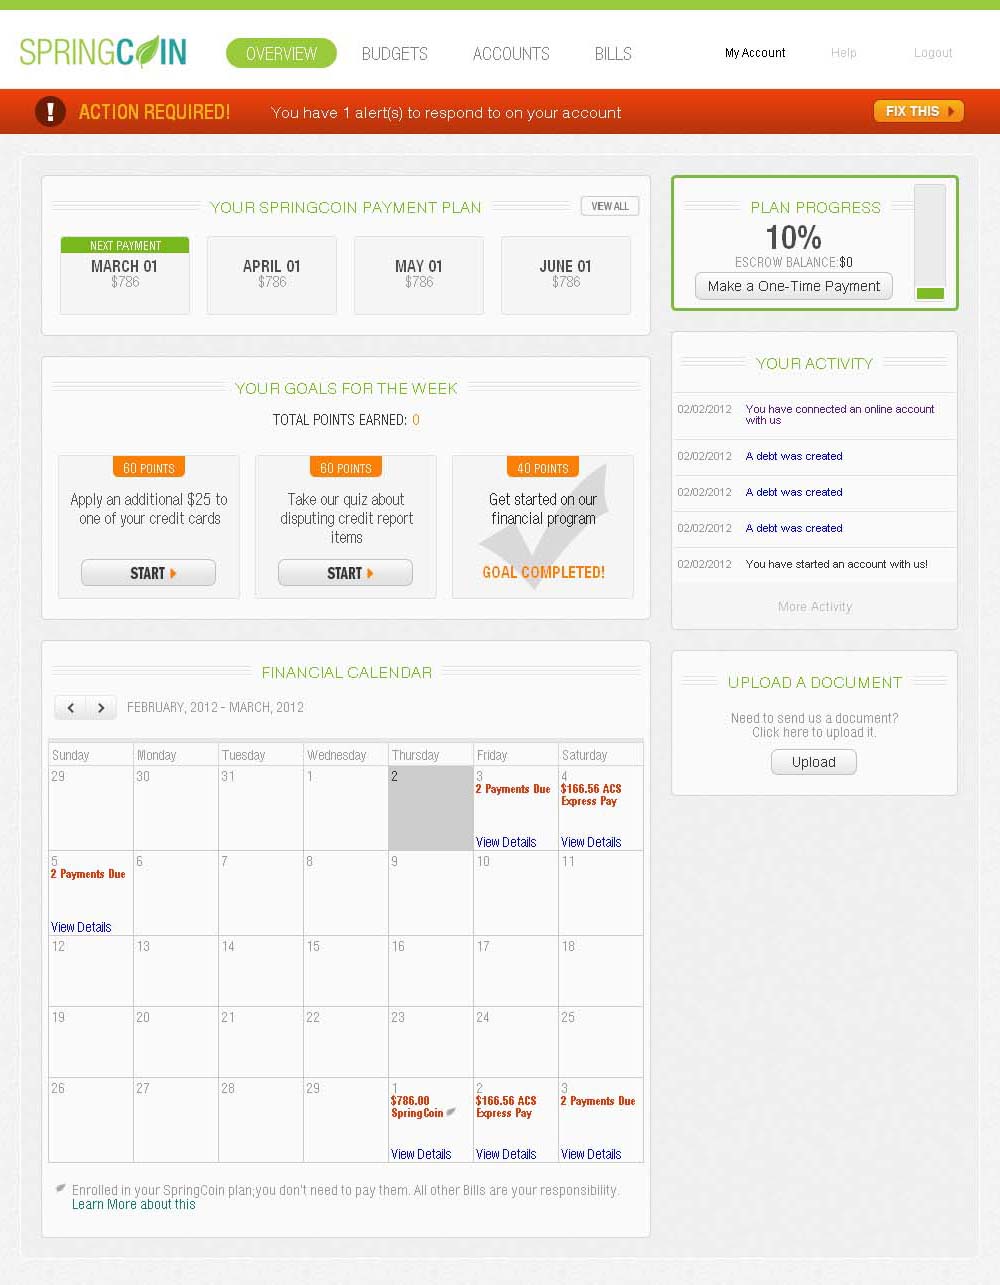 SPRINGCOIN
OVERVIEW
BUDGETS
ACCOUNTS
BILLS
My Account
Help
Logout
!
ACTION REQUIRED!
You have 1 alert(s) to respond to on your account
FIX THIS
YOUR SPRINGCOIN PAYMENT PLAN
VIEW ALL
NEXT PAYMENT
MARCH 01
$786
APRIL 01
$786
MAY 01
$786
JUNE 01
$786
PLAN PROGRESS
10%
ESCROW BALANCE:$0
Make a One-Time Payment
YOUR GOALS FOR THE WEEK
TOTAL POINTS EARNED: 0
60 POINTS
Apply an additional $25 to
one of your credit cards
START
60 POINTS
Take our quiz about
disputing credit report
items
START
40 POINTS
Get started on our
financial program
GOAL COMPLETED!
YOUR ACTIVITY
02/02/2012 You have connected an online account
with us
02/02/2012 A debt was created
02/02/2012 A debt was created
02/02/2012 A debt was created
02/02/2012 You have started an account with us!
More Activity
UPLOAD A DOCUMENT
Need to send us a document?
Click here to upload it.
Upload
FINANCIAL CALENDAR
FEBRUARY, 2012 - MARCH, 2012
Sunday Monday Tuesday Wednesday Thursday Friday Saturday
29 30 31 1 2 3 4
2 Payments Due
$166.56 ACS
Express Pay
View Details View Details
5 6 7 8 9 10 11
2 Payments Due
View Details
12 13 14 15 16 17 18
19 20 21 22 23 24 25
26 27 28 29 1 2 3
$786.00
SpringCoin
$166.56 ACS
Express Pay
2 Payments Due
View Details View Details View Details
Enrolled in your SpringCoin plan;you don't need to pay them. All other Bills are your responsibility.
Learn More about this